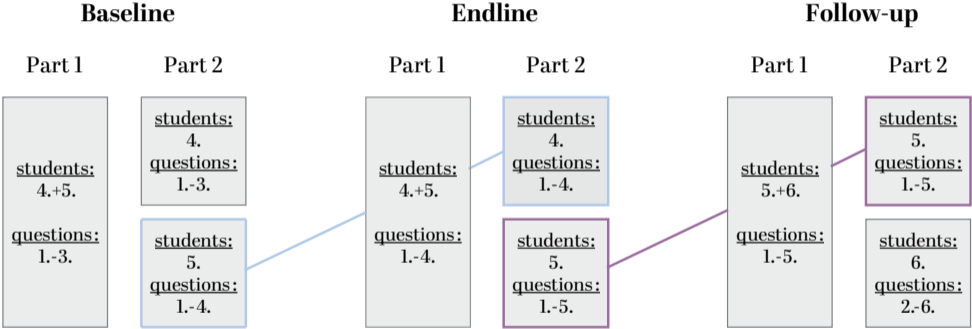 Baseline
Endline
Follow-up
Part 1
Part 2
Part 1
Part 2
Part 1
Part 2
students:
4.+5.
questions:
1.-3.
students:
4.
questions:
1.-3.
students:
5.
questions:
1.-4.
students:
4.+5.
questions:
1.-4.
students:
4.
questions:
1.-4.
students:
5.
questions:
1.-5.
students:
5.+6.
questions:
1.-5.
students:
5.
questions:
1.-5.
students:
6.
questions:
2.-6.